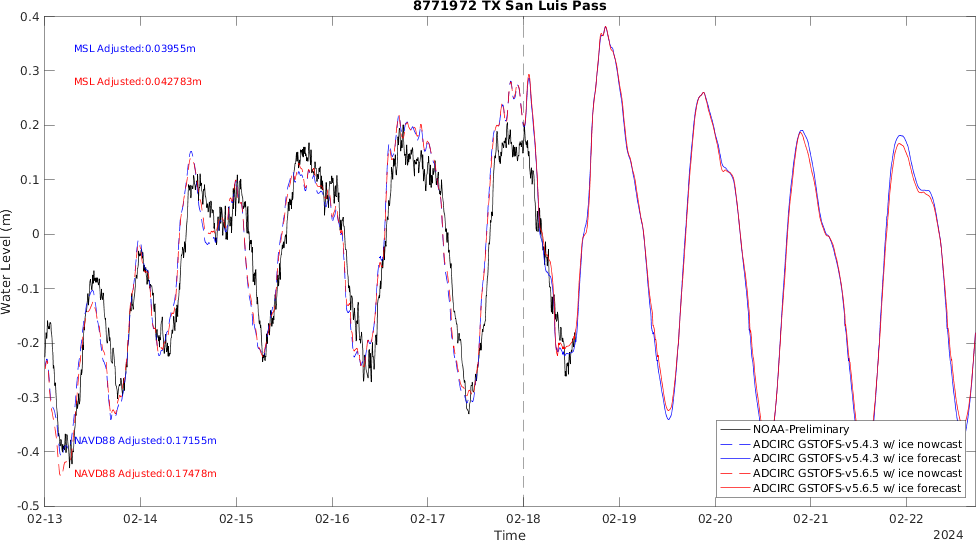 8771972 TX San Luis Pass
0.4
0.3
0.2
0.1
0
-0.1
-0.2
-0.3
-0.4
-0.5
Water Level (m)
MSL Adjusted:0.03955m
MSL Adjusted:0.042783m
NAVD88 Adjusted:0.17155m
NAVD88 Adjusted:0.17478m
NOAA-Preliminary
ADCIRC GSTOFS-v5.4.3 w/ ice nowcast
ADCIRC GSTOFS-v5.4.3 w/ ice forecast
ADCIRC GSTOFS-v5.6.5 w/ ice nowcast
ADCIRC GSTOFS-v5.6.5 w/ ice forecast
02-13 02-14 02-15 02-16 02-17 02-18 02-19 02-20 02-21 02-22
Time
2024